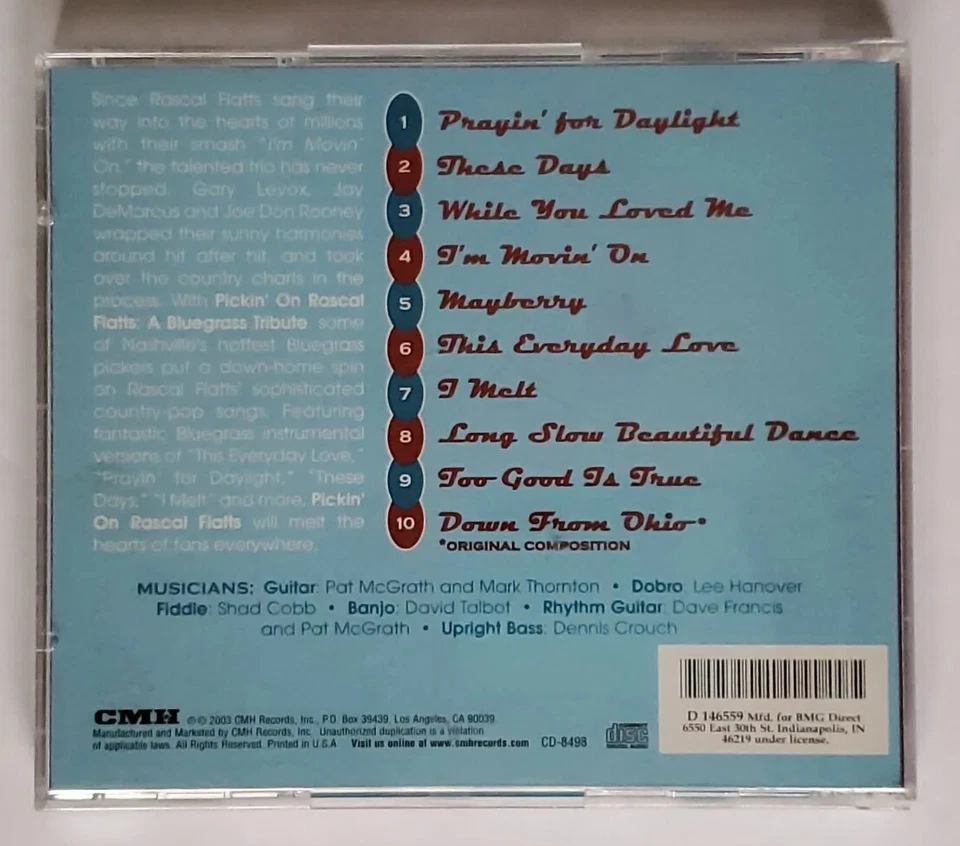 Since Rascal Flatts sang their
way into the hearts of millions
with their smash "I'm Movin'
On," the talented trio has never
stopped. Gary Levox, Jay
DeMarcus and Joe Don Rooney
wrapped their sunny harmonies
around hit after hit, and took
over the country charts in the
process. With Pickin' On Rascal
Flatts: A Bluegrass Tribute, some
of Nashville's hottest Bluegrass
pickers put a down-home spin
on Rascal Flatts' sophisticated
country-pop songs. Featuring
fantastic Bluegrass instrumental
versions of "This Everyday Love,"
"Prayin' for Daylight," "These
Days," "I Melt" and more, Pickin'
On Rascal Flatts will melt the
hearts of fans everywhere.
1 Prayin' for Daylight
2 These Days
3 While You Loved Me
4 I'm Movin' On
5 Mayberry
6 This Everyday Love
7 I Melt
8 Long Slow Beautiful Dance
9 Too Good Is True
10 Down From Ohio*
*ORIGINAL COMPOSITION
MUSICIANS: Guitar: Pat McGrath and Mark Thornton • Dobro: Lee Hanover
Fiddle: Shad Cobb • Banjo: David Talbot • Rhythm Guitar: Dave Francis
and Pat McGrath • Upright Bass: Dennis Crouch
CMH ℗© 2003 CMH Records, Inc., P.O. Box 39439, Los Angeles, CA 90039
Manufactured and Marketed by CMH Records, Inc. Unauthorized duplication is a violation
of applicable laws. All Rights Reserved. Printed in U.S.A. Visit us online at www.cmhrecords.com CD-8498
disc
D 146559 Mfd. for BMG Direct
6550 East 30th St. Indianapolis, IN
46219 under license.